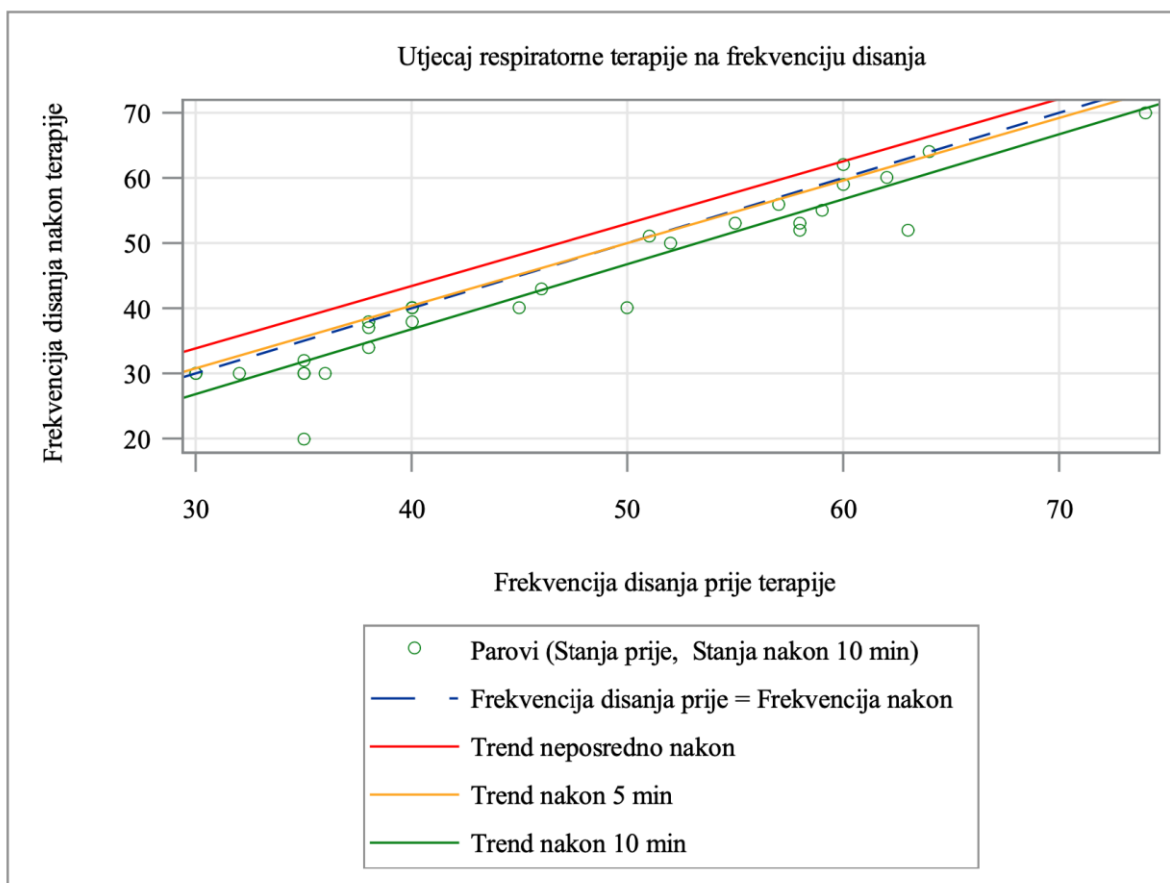 Utjecaj respiratorne terapije na frekvenciju disanja
Frekvencija disanja nakon terapije
70
60
50
40
30
20
30 40 50 60 70
Frekvencija disanja prije terapije
Parovi (Stanja prije, Stanja nakon 10 min)
Frekvencija disanja prije = Frekvencija nakon
Trend neposredno nakon
Trend nakon 5 min
Trend nakon 10 min